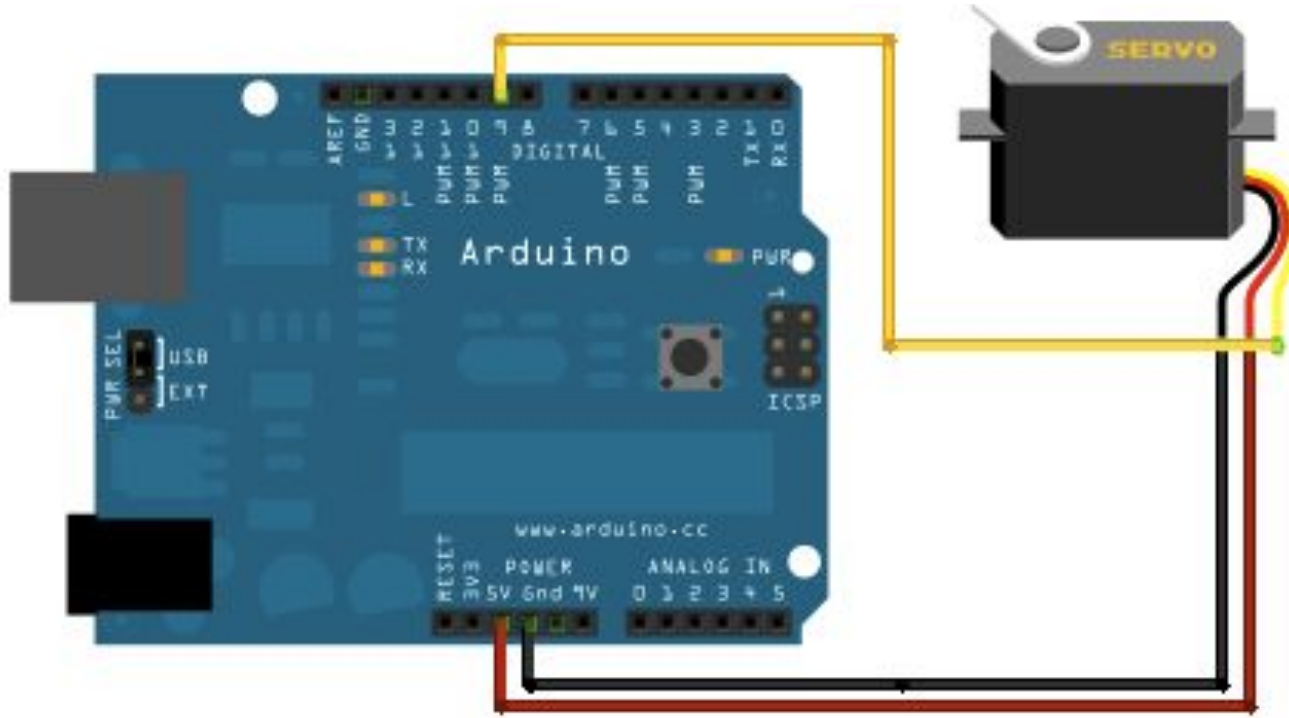 SERVO
AREF
GND
13
12
11
10
9
8
7
6
5
4
3
2
TX 1
RX 0
DIGITAL
PWM
PWM
PWM
PWM
PWM
PWM
L
TX
RX
Arduino
PWR
1
PWR SEL
USB
EXT
ICSP
www.arduino.cc
RESET
3V3
POWER
5V Gnd 9V
ANALOG IN
0 1 2 3 4 5